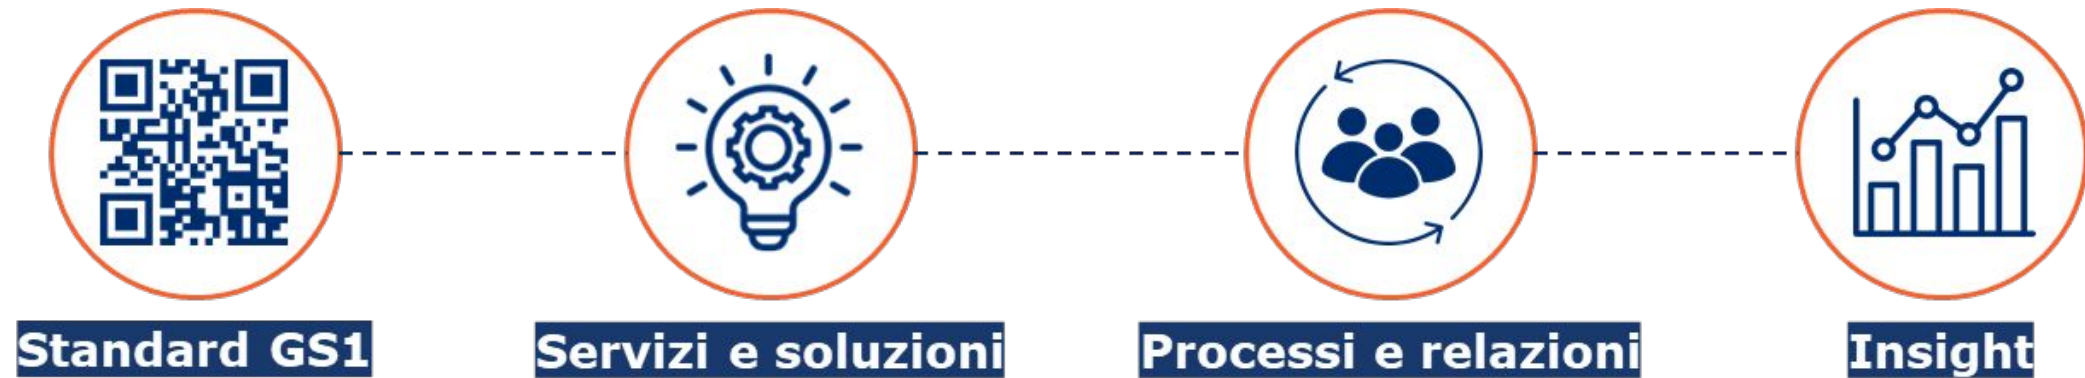 Standard GS1
Servizi e soluzioni
Processi e relazioni
Insight